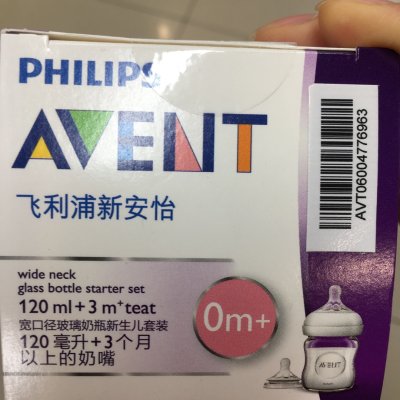 PHILIPS
AVENT
飞利浦新安怡
AVT06004776963
wide neck
glass bottle starter set
120 ml + 3 m+ teat
宽口径玻璃奶瓶新生儿套装
120 毫升 + 3 个月
以上的奶嘴
0m+
AVENT